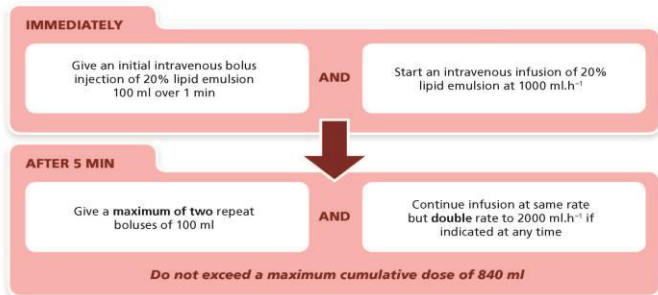 IMMEDIATELY
Give an initial intravenous bolus
injection of 20% lipid emulsion
100 ml over 1 min
AND
Start an intravenous infusion of 20%
lipid emulsion at 1000 ml.h⁻¹
AFTER 5 MIN
Give a maximum of two repeat
boluses of 100 ml
AND
Continue infusion at same rate
but double rate to 2000 ml.h⁻¹ if
indicated at any time
Do not exceed a maximum cumulative dose of 840 ml